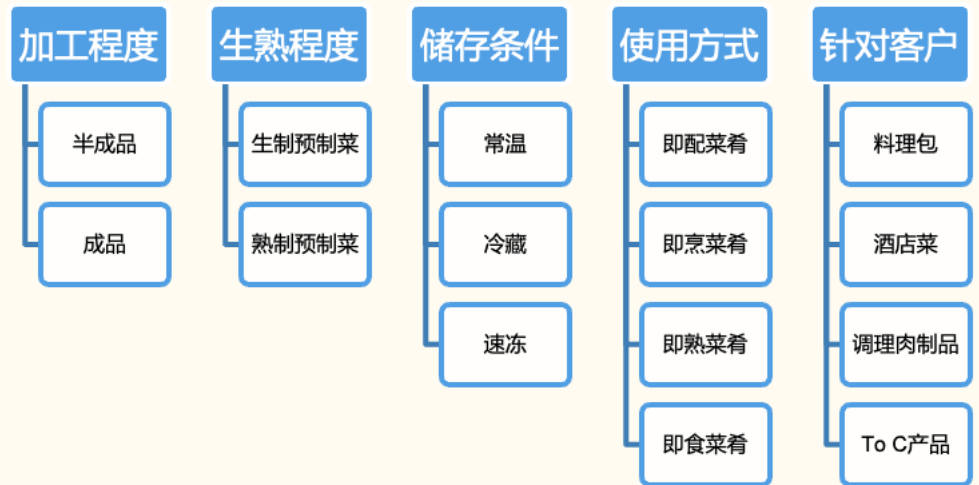 加工程度
半成品
成品
生熟程度
生制预制菜
熟制预制菜
储存条件
常温
冷藏
速冻
使用方式
即配菜肴
即烹菜肴
即熟菜肴
即食菜肴
针对客户
料理包
酒店菜
调理肉制品
To C产品